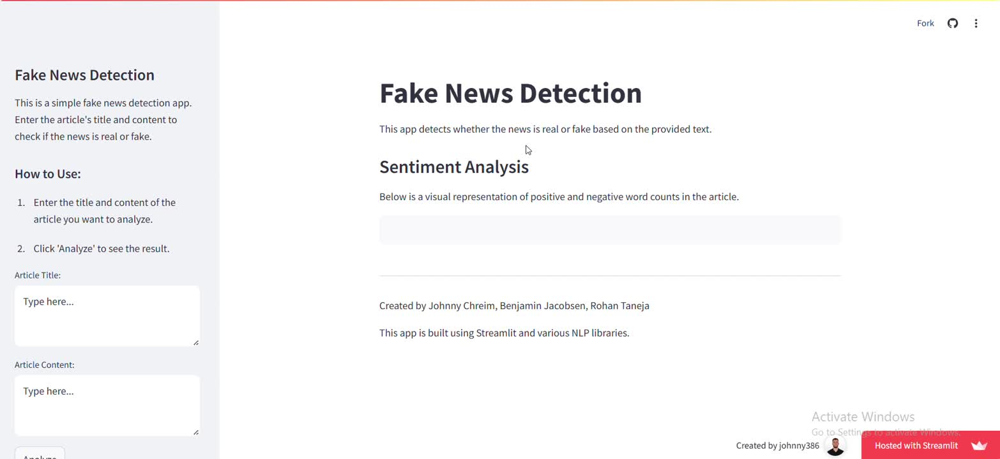 Fork
Fake News Detection
This is a simple fake news detection app.
Enter the article's title and content to
check if the news is real or fake.
How to Use:
1. Enter the title and content of the
article you want to analyze.
2. Click 'Analyze' to see the result.
Article Title:
Type here...
Article Content:
Type here...
Analyze
Fake News Detection
This app detects whether the news is real or fake based on the provided text.
Sentiment Analysis
Below is a visual representation of positive and negative word counts in the article.
Created by Johnny Chreim, Benjamin Jacobsen, Rohan Taneja
This app is built using Streamlit and various NLP libraries.
Activate Windows
Go to Settings to activate Windows.
Created by johnny386
Hosted with Streamlit